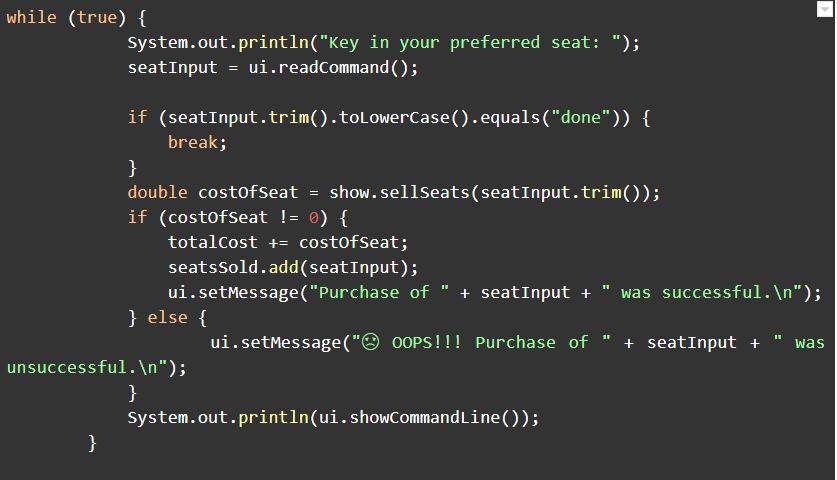 while (true) {
            System.out.println("Key in your preferred seat: ");
            seatInput = ui.readCommand();

            if (seatInput.trim().toLowerCase().equals("done")) {
                break;
            }
            double costOfSeat = show.sellSeats(seatInput.trim());
            if (costOfSeat != 0) {
                totalCost += costOfSeat;
                seatsSold.add(seatInput);
                ui.setMessage("Purchase of " + seatInput + " was successful.\n");
            } else {
                    ui.setMessage("☹ OOPS!!! Purchase of " + seatInput + " was
unsuccessful.\n");
            }
            System.out.println(ui.showCommandLine());
        }